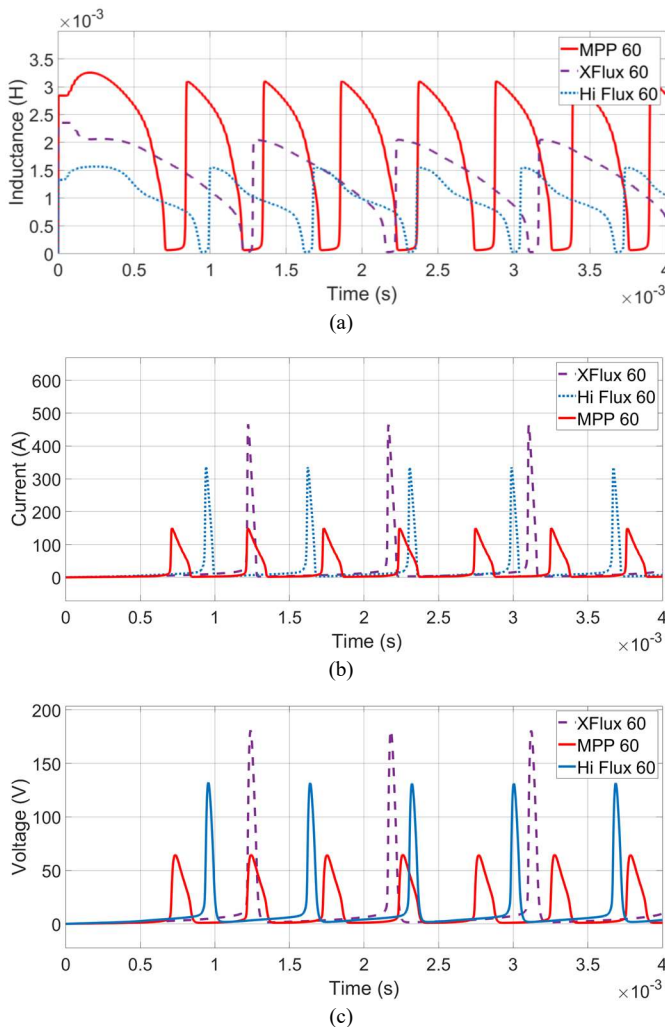 ×10⁻³
Inductance (H)
3.5
3
2.5
2
1.5
1
0.5
0
MPP 60
XFlux 60
Hi Flux 60
0 0.5 1 1.5 2 2.5 3 3.5 4
Time (s)
×10⁻³
(a)
Current (A)
600
500
400
300
200
100
0
XFlux 60
Hi Flux 60
MPP 60
0 0.5 1 1.5 2 2.5 3 3.5 4
Time (s)
×10⁻³
(b)
Voltage (V)
200
150
100
50
0
XFlux 60
MPP 60
Hi Flux 60
0 0.5 1 1.5 2 2.5 3 3.5 4
Time (s)
×10⁻³
(c)